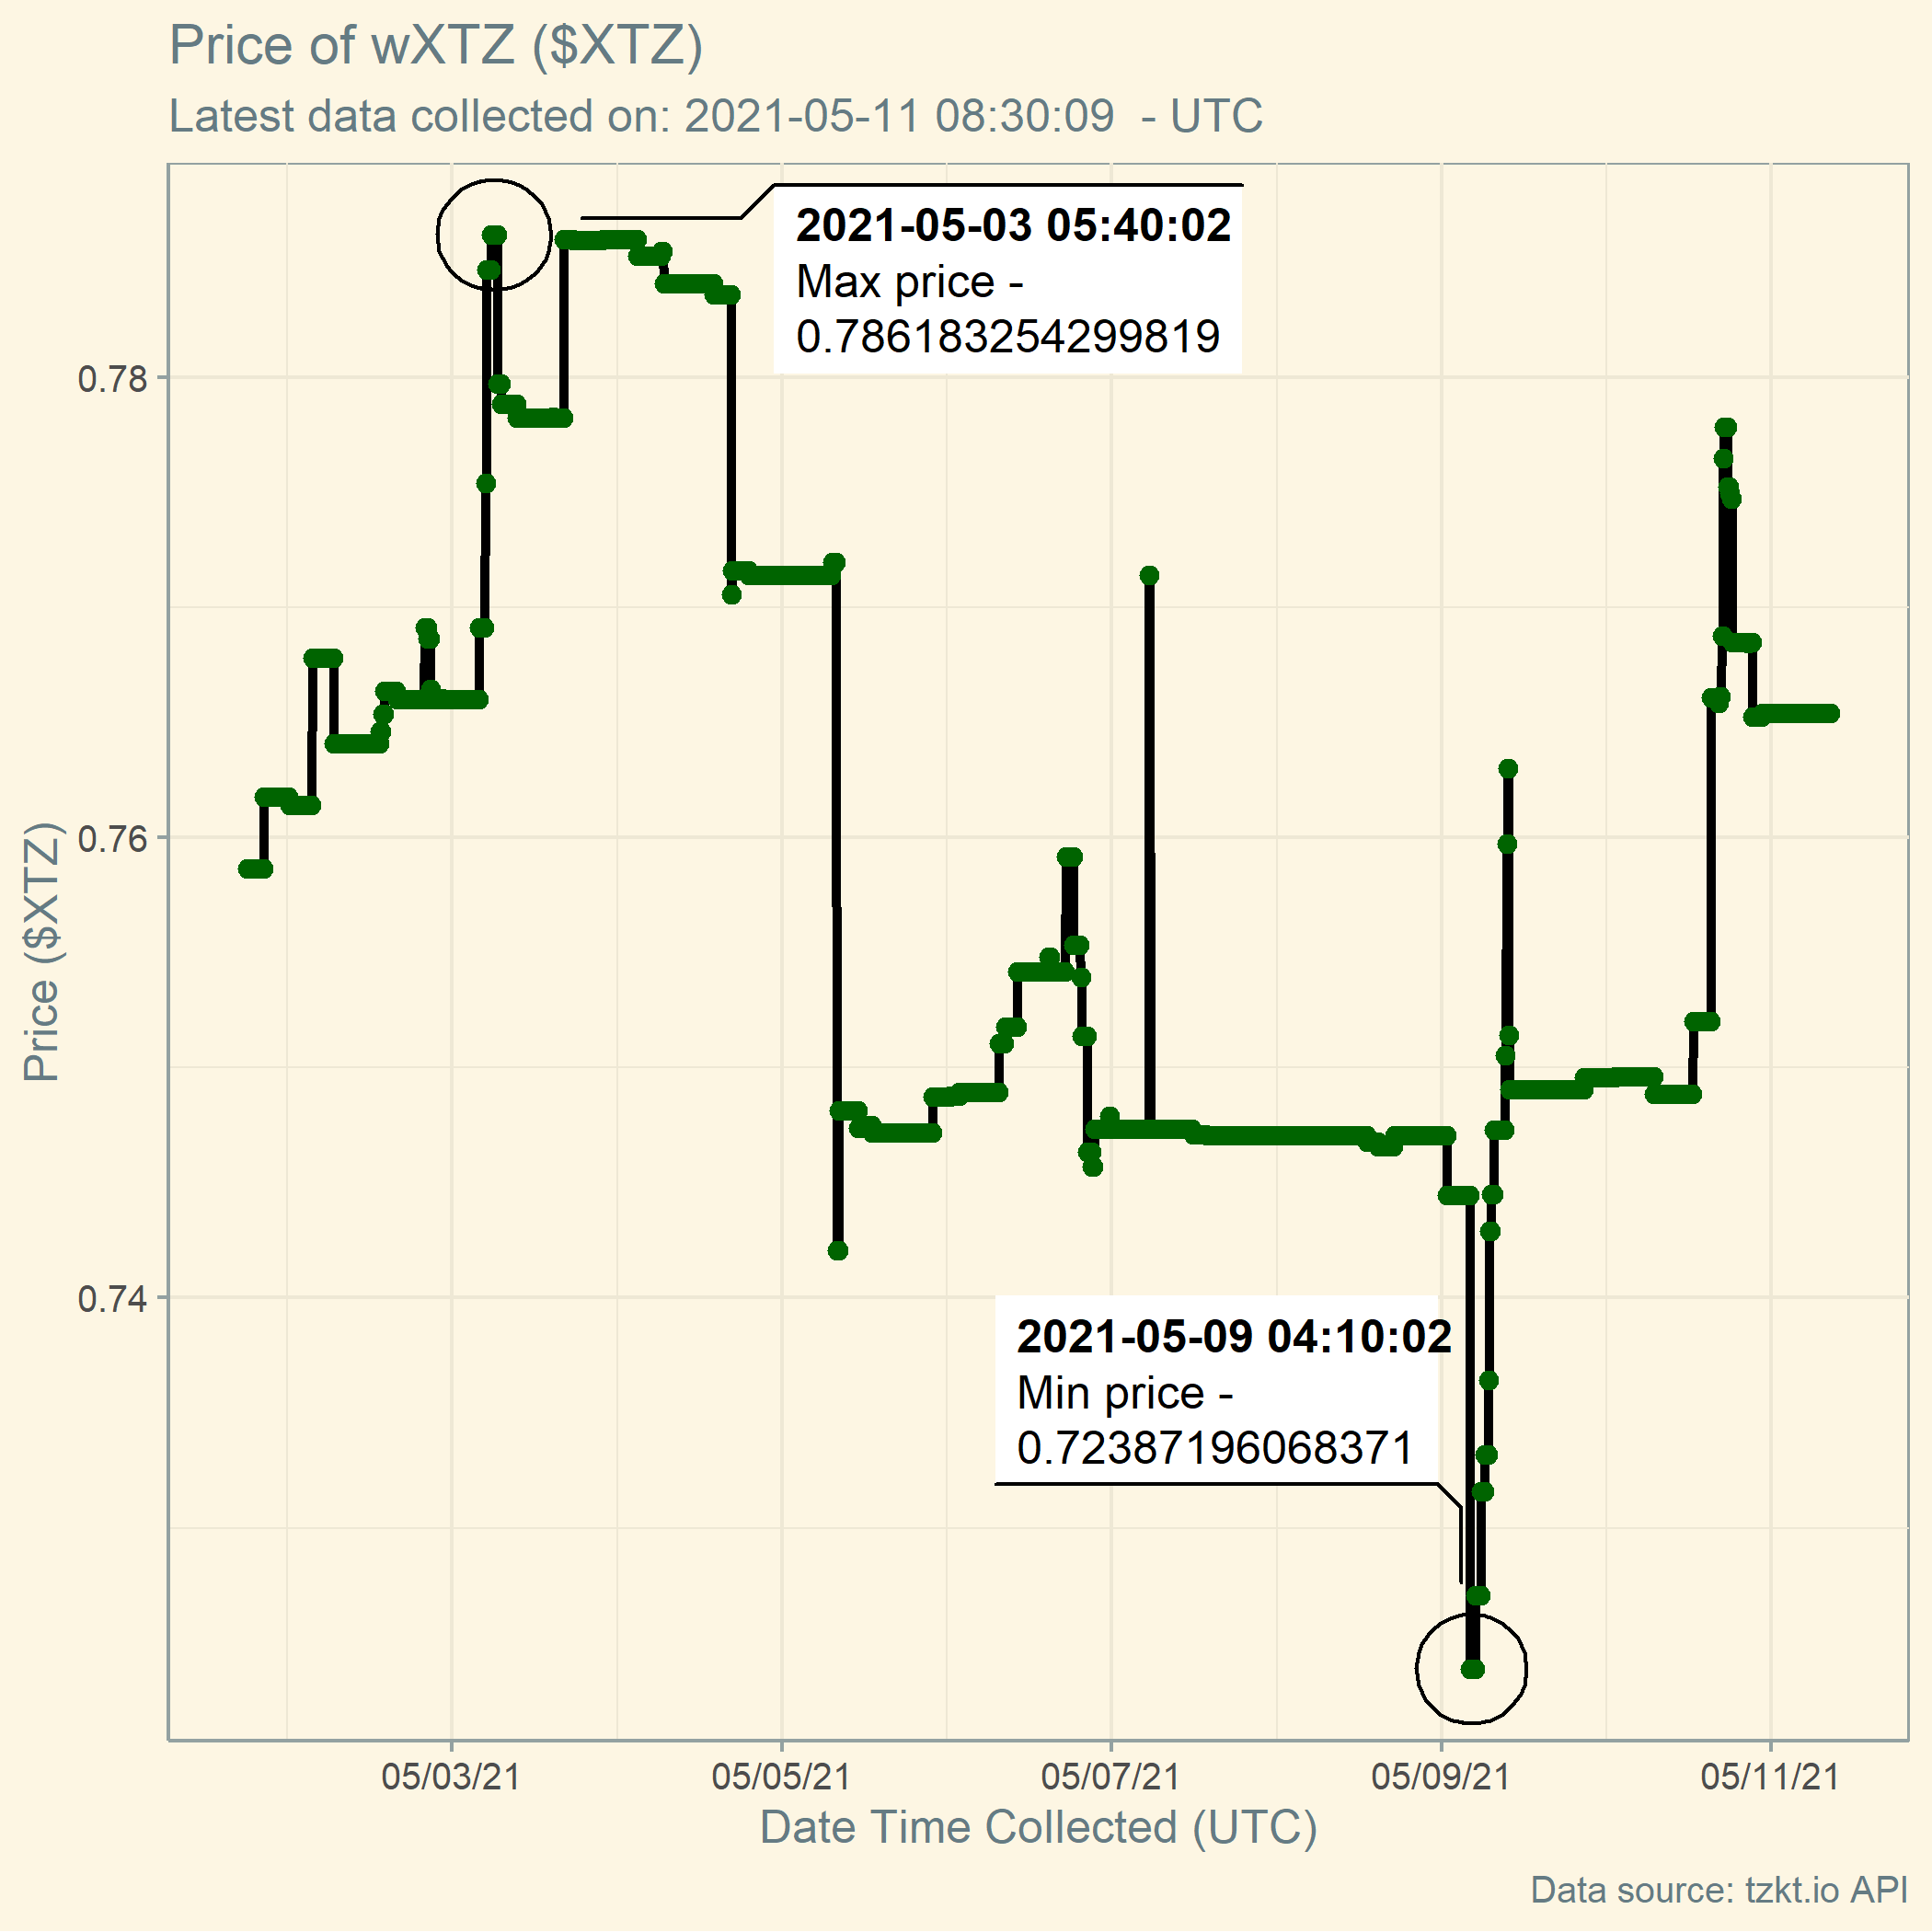 Price of wXTZ ($XTZ)
Latest data collected on: 2021-05-11 08:30:09  - UTC
2021-05-03 05:40:02
Max price -
0.786183254299819
0.78
0.76
0.74
Price ($XTZ)
2021-05-09 04:10:02
Min price -
0.72387196068371
05/03/21
05/05/21
05/07/21
05/09/21
05/11/21
Date Time Collected (UTC)
Data source: tzkt.io API